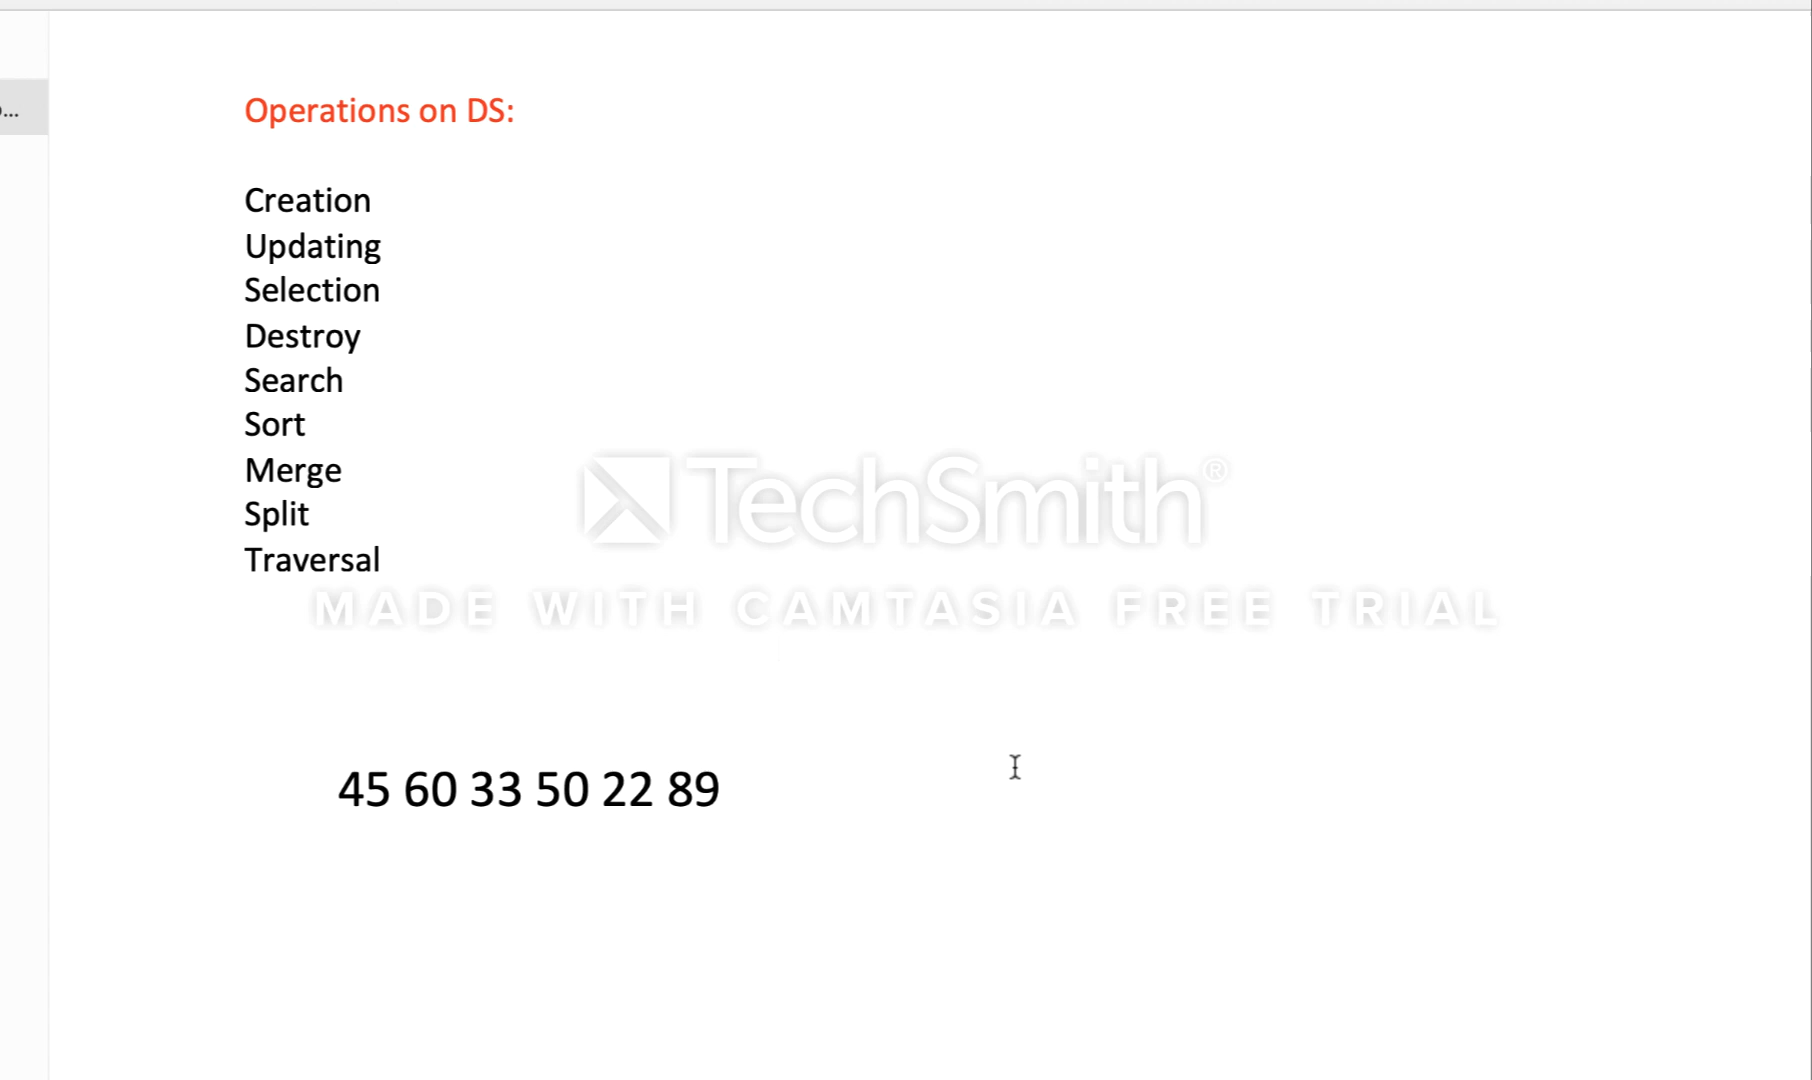 Operations on DS:
Creation
Updating
Selection
Destroy
Search
Sort
Merge
Split
Traversal
TechSmith®
MADE WITH CAMTASIA FREE TRIAL
45 60 33 50 22 89